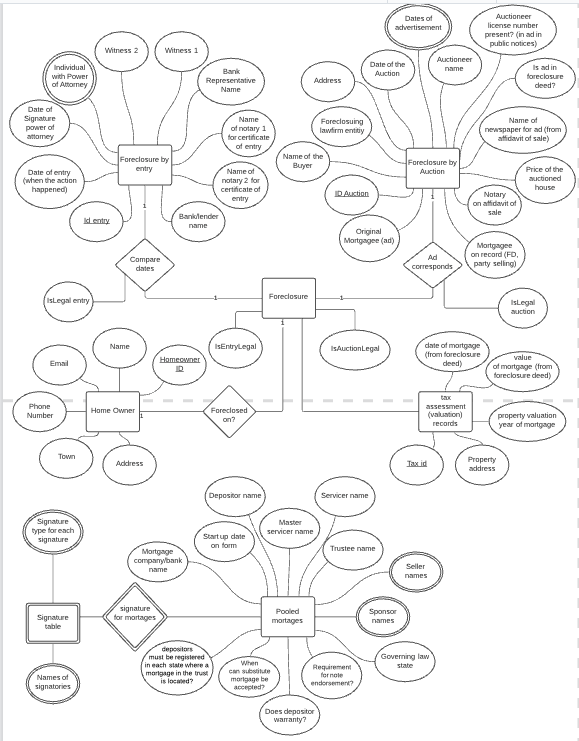 Dates of
advertisement
Auctioneer
license number
present? (in ad in
public notices)
Witness 2
Witness 1
Individual
with Power of
Attorney
Bank
Representative
Name
Date of the
Auction
Auctioneer
name
Is ad in
foreclosure
deed?
Address
Date of
Signature
power of
attorney
Name
of notary 1
for certificate
of entry
Foreclosuing
lawfirm entitiy
Name of
newspaper for ad (from
affidavit of sale)
Foreclosure by
entry
Foreclosure by
Auction
Name of the
Buyer
Date of entry
(when the action
happened)
Name of
notary 2 for
certificate of
entry
Price of the
auctioned
house
ID Auction
Notary
on affidavit of
sale
Id entry
Bank/lender
name
1
1
Original
Mortgagee (ad)
Mortgagee
on record (FD,
party selling)
Compare
dates
Ad
corresponds
IsLegal entry
1
Foreclosure
1
IsLegal
auction
1
IsEntryLegal
IsAuctionLegal
Name
Email
Homeowner
ID
date of mortgage
(from foreclosure
deed)
value
of mortgage (from
foreclosure deed)
Phone
Number
Home Owner
1
Foreclosed
on?
tax
assessment
(valuation)
records
property valuation
year of mortgage
Town
Address
Tax id
Property
address
Depositor name
Servicer name
Signature
type for each
signature
Start up date
on form
Master
servicer name
Trustee name
Mortgage
company/bank
name
Seller
names
Signature
table
signature
for mortages
Pooled
mortages
Sponsor
names
depositors
must be registered
in each state where a
mortgage in the trust
is located?
When
can substitute
mortgage be
accepted?
Requirement
for note
endorsement?
Governing law
state
Names of
signatories
Does depositor
warranty?